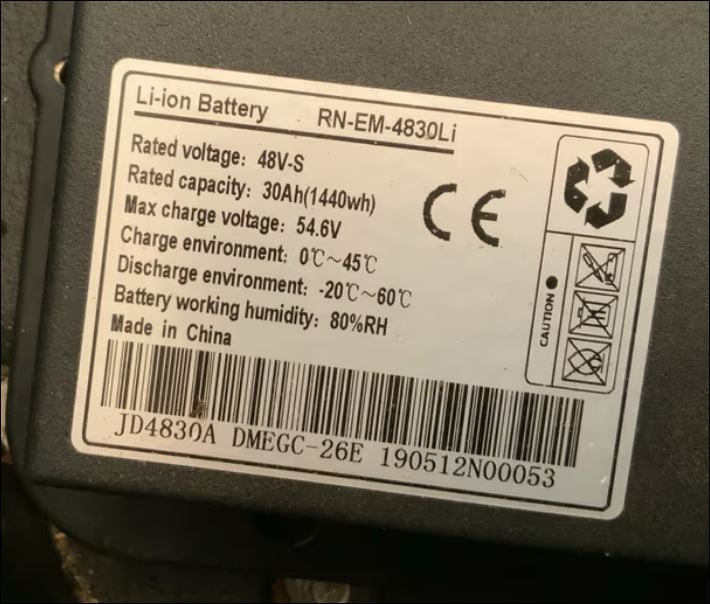 Li-ion Battery RN-EM-4830Li
Rated voltage: 48V-S
Rated capacity: 30Ah(1440wh)
Max charge voltage: 54.6V
Charge environment: 0℃~45℃
Discharge environment: -20℃~60℃
Battery working humidity: 80%RH
Made in China
CE
CAUTION
JD4830A DMEGC-26E 190512N00053